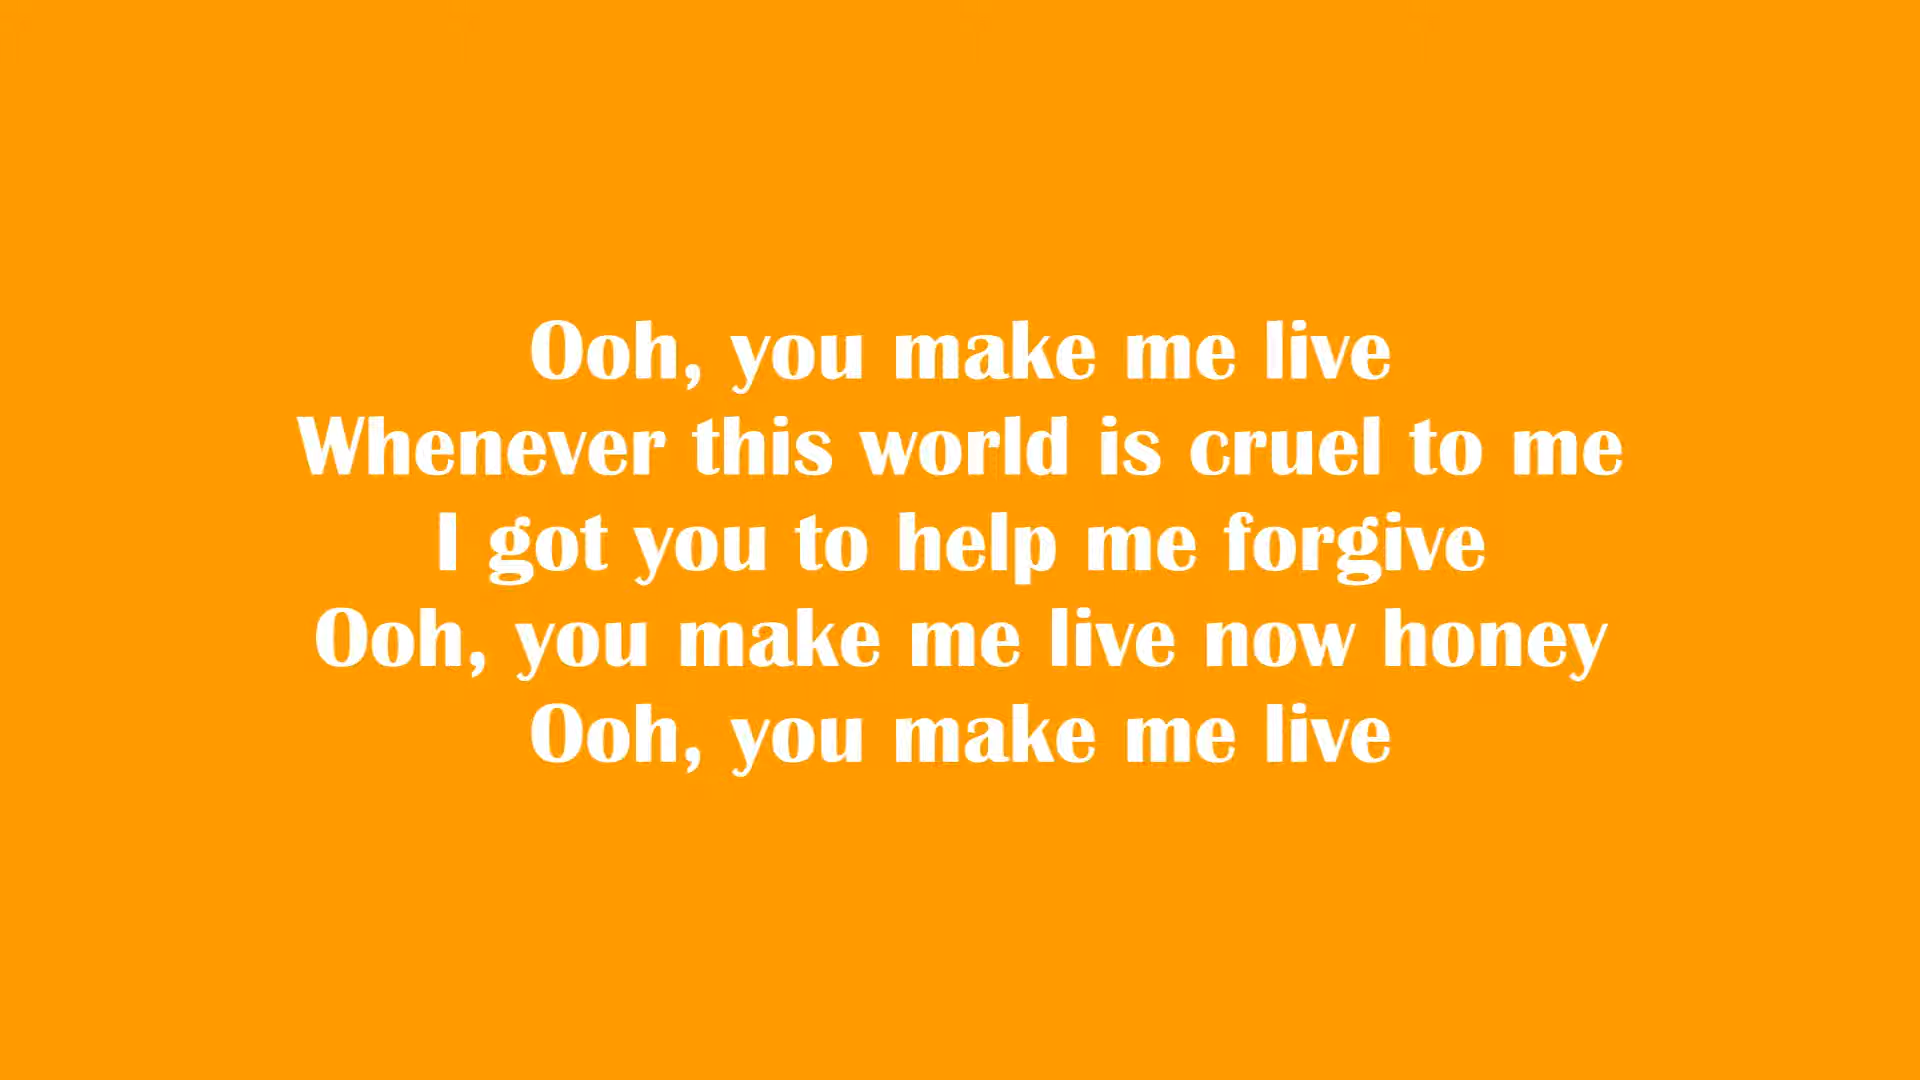 Ooh, you make me live
Whenever this world is cruel to me
I got you to help me forgive
Ooh, you make me live now honey
Ooh, you make me live